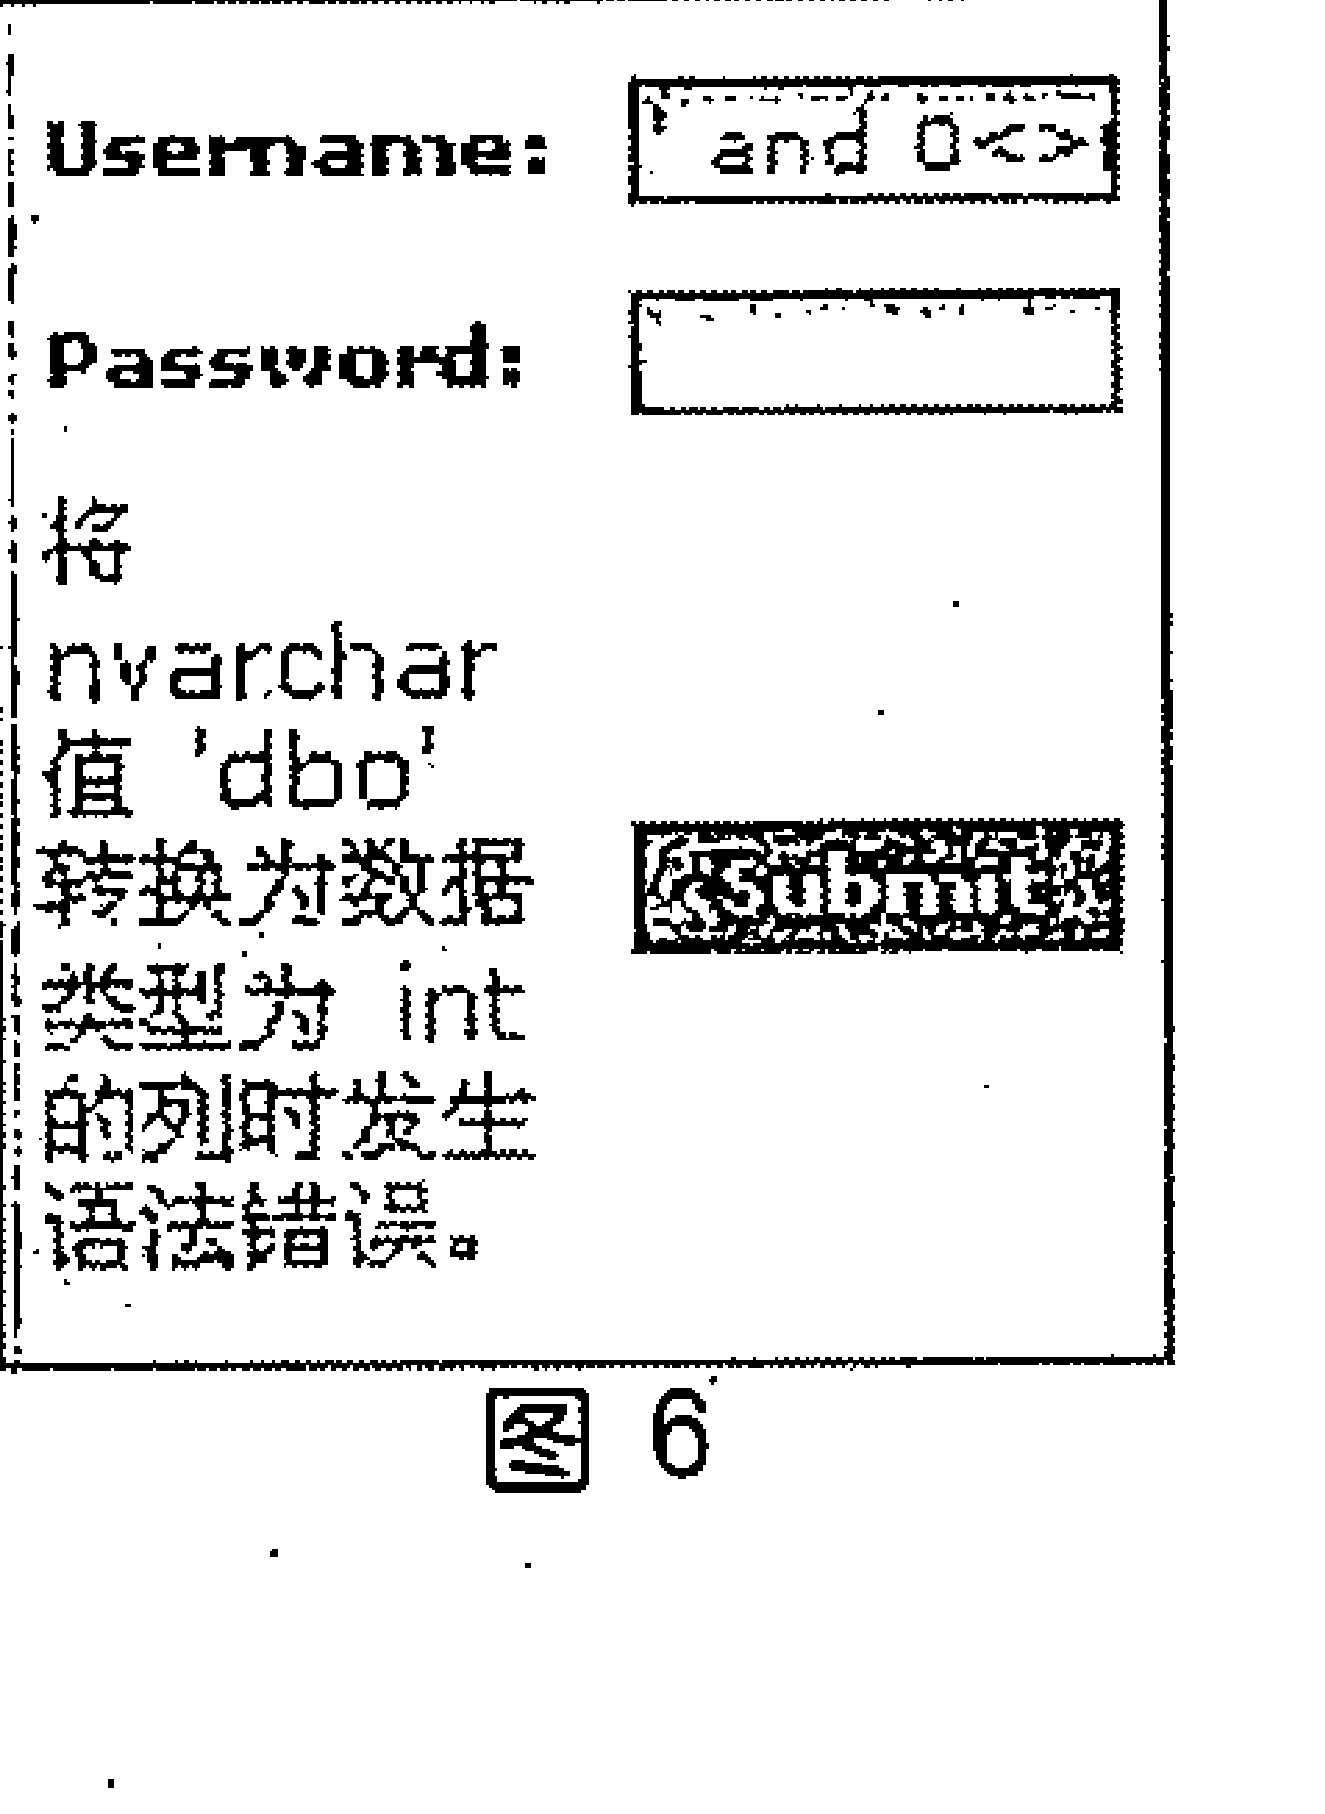 Username: ' and 0<>
Password:
将
nvarchar
值 'dbo'
转换为数据
Submit
类型为 int
的列时发生
语法错误。
图 6